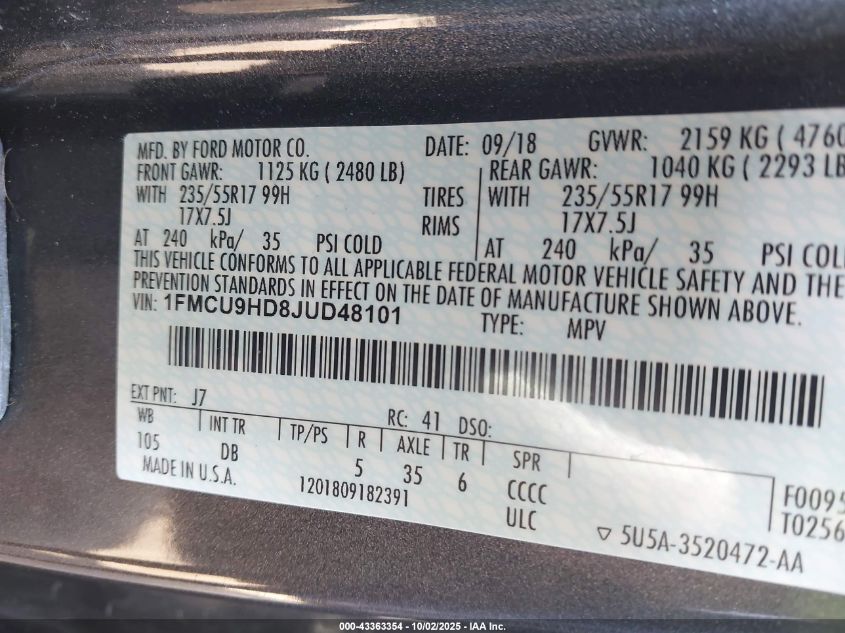 MFD. BY FORD MOTOR CO. DATE: 09/18 GVWR: 2159 KG ( 4760
FRONT GAWR: 1125 KG ( 2480 LB) REAR GAWR: 1040 KG ( 2293 LB
WITH 235/55R17 99H TIRES WITH 235/55R17 99H
17X7.5J RIMS 17X7.5J
AT 240 kPa/ 35 PSI COLD AT 240 kPa/ 35 PSI COL
THIS VEHICLE CONFORMS TO ALL APPLICABLE FEDERAL MOTOR VEHICLE SAFETY AND THE
PREVENTION STANDARDS IN EFFECT ON THE DATE OF MANUFACTURE SHOWN ABOVE.
VIN: 1FMCU9HD8JUD48101 TYPE: MPV
EXT PNT: J7 RC: 41 DSO:
WB INT TR TP/PS R AXLE TR SPR
105 DB 5 35 6 CCCC
MADE IN U.S.A. 1201809182391 ULC
F0095
T0256
5U5A-3520472-AA
000-43363354 | 10/02/2025 - IAA Inc.